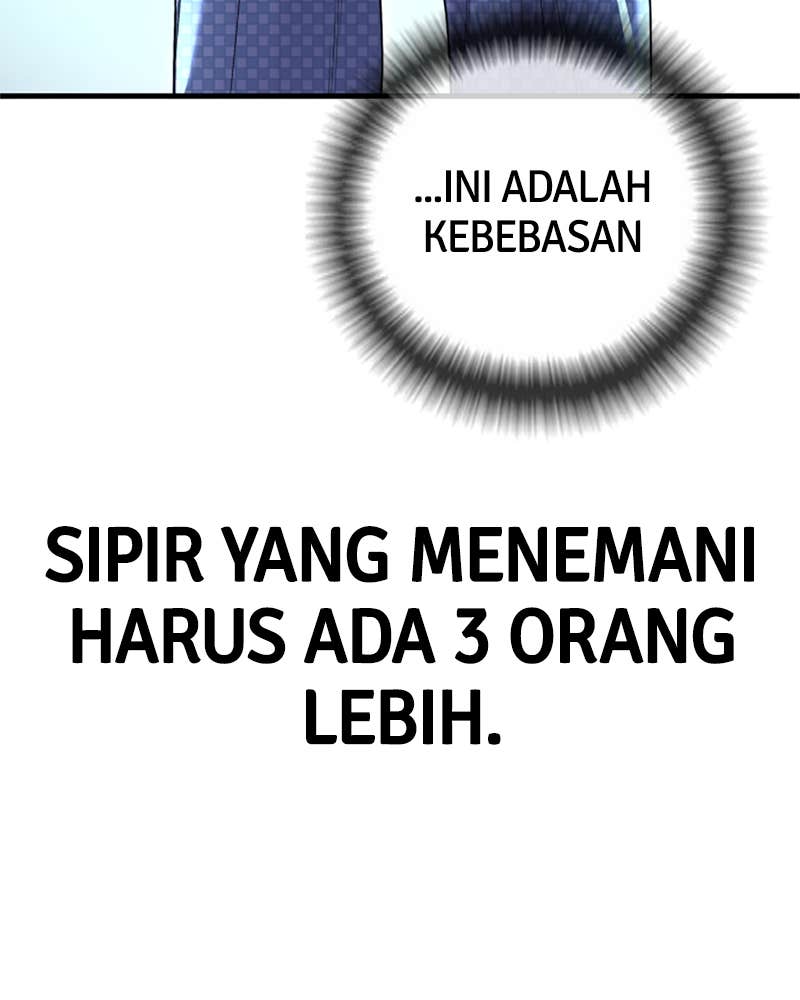 ...INI ADALAH
KEBEBASAN
SIPIR YANG MENEMANI
HARUS ADA 3 ORANG
LEBIH.